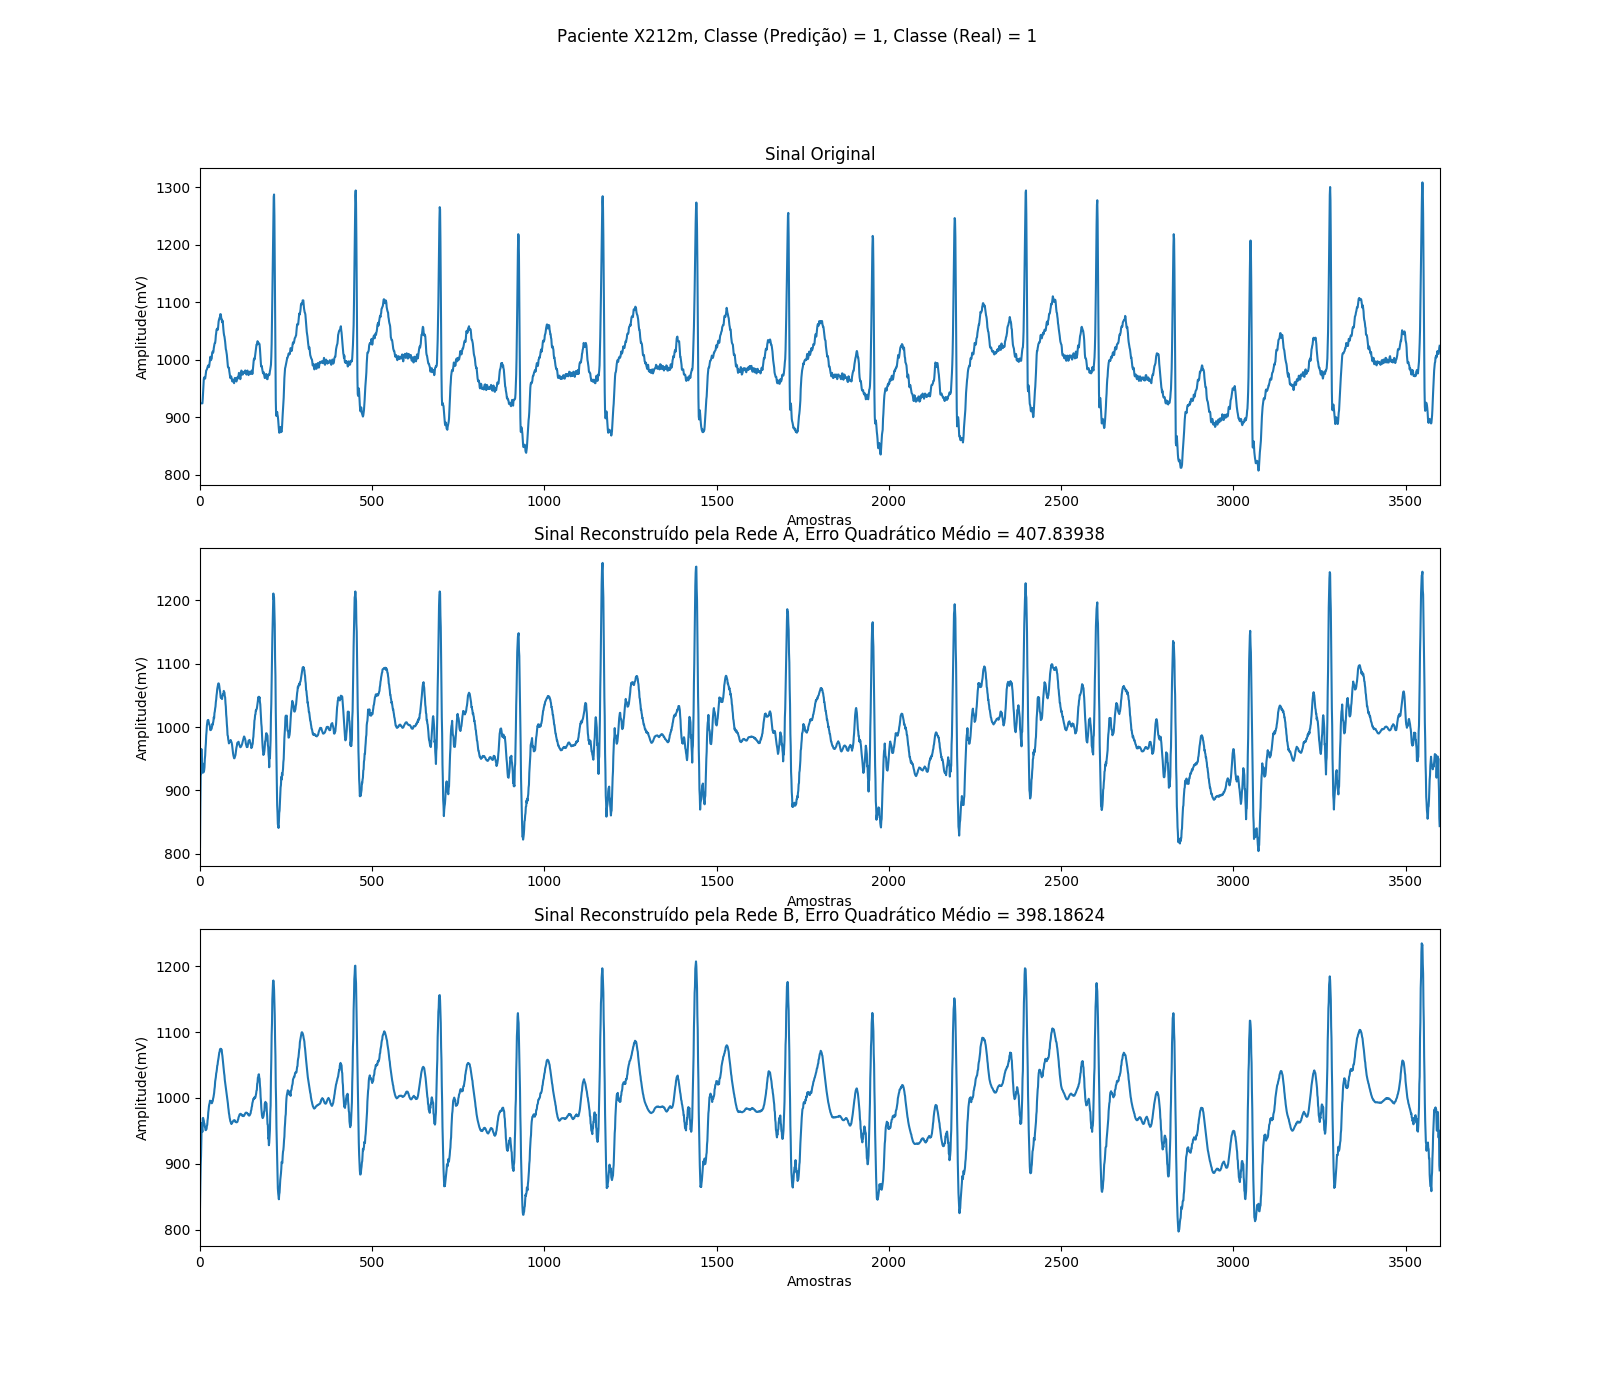 Paciente X212m, Classe (Predição) = 1, Classe (Real) = 1
Sinal Original
Amplitude(mV)
1300
1200
1100
1000
900
800
0 500 1000 1500 2000 2500 3000 3500
Amostras
Sinal Reconstruído pela Rede A, Erro Quadrático Médio = 407.83938
Amplitude(mV)
1200
1100
1000
900
800
0 500 1000 1500 2000 2500 3000 3500
Amostras
Sinal Reconstruído pela Rede B, Erro Quadrático Médio = 398.18624
Amplitude(mV)
1200
1100
1000
900
800
0 500 1000 1500 2000 2500 3000 3500
Amostras